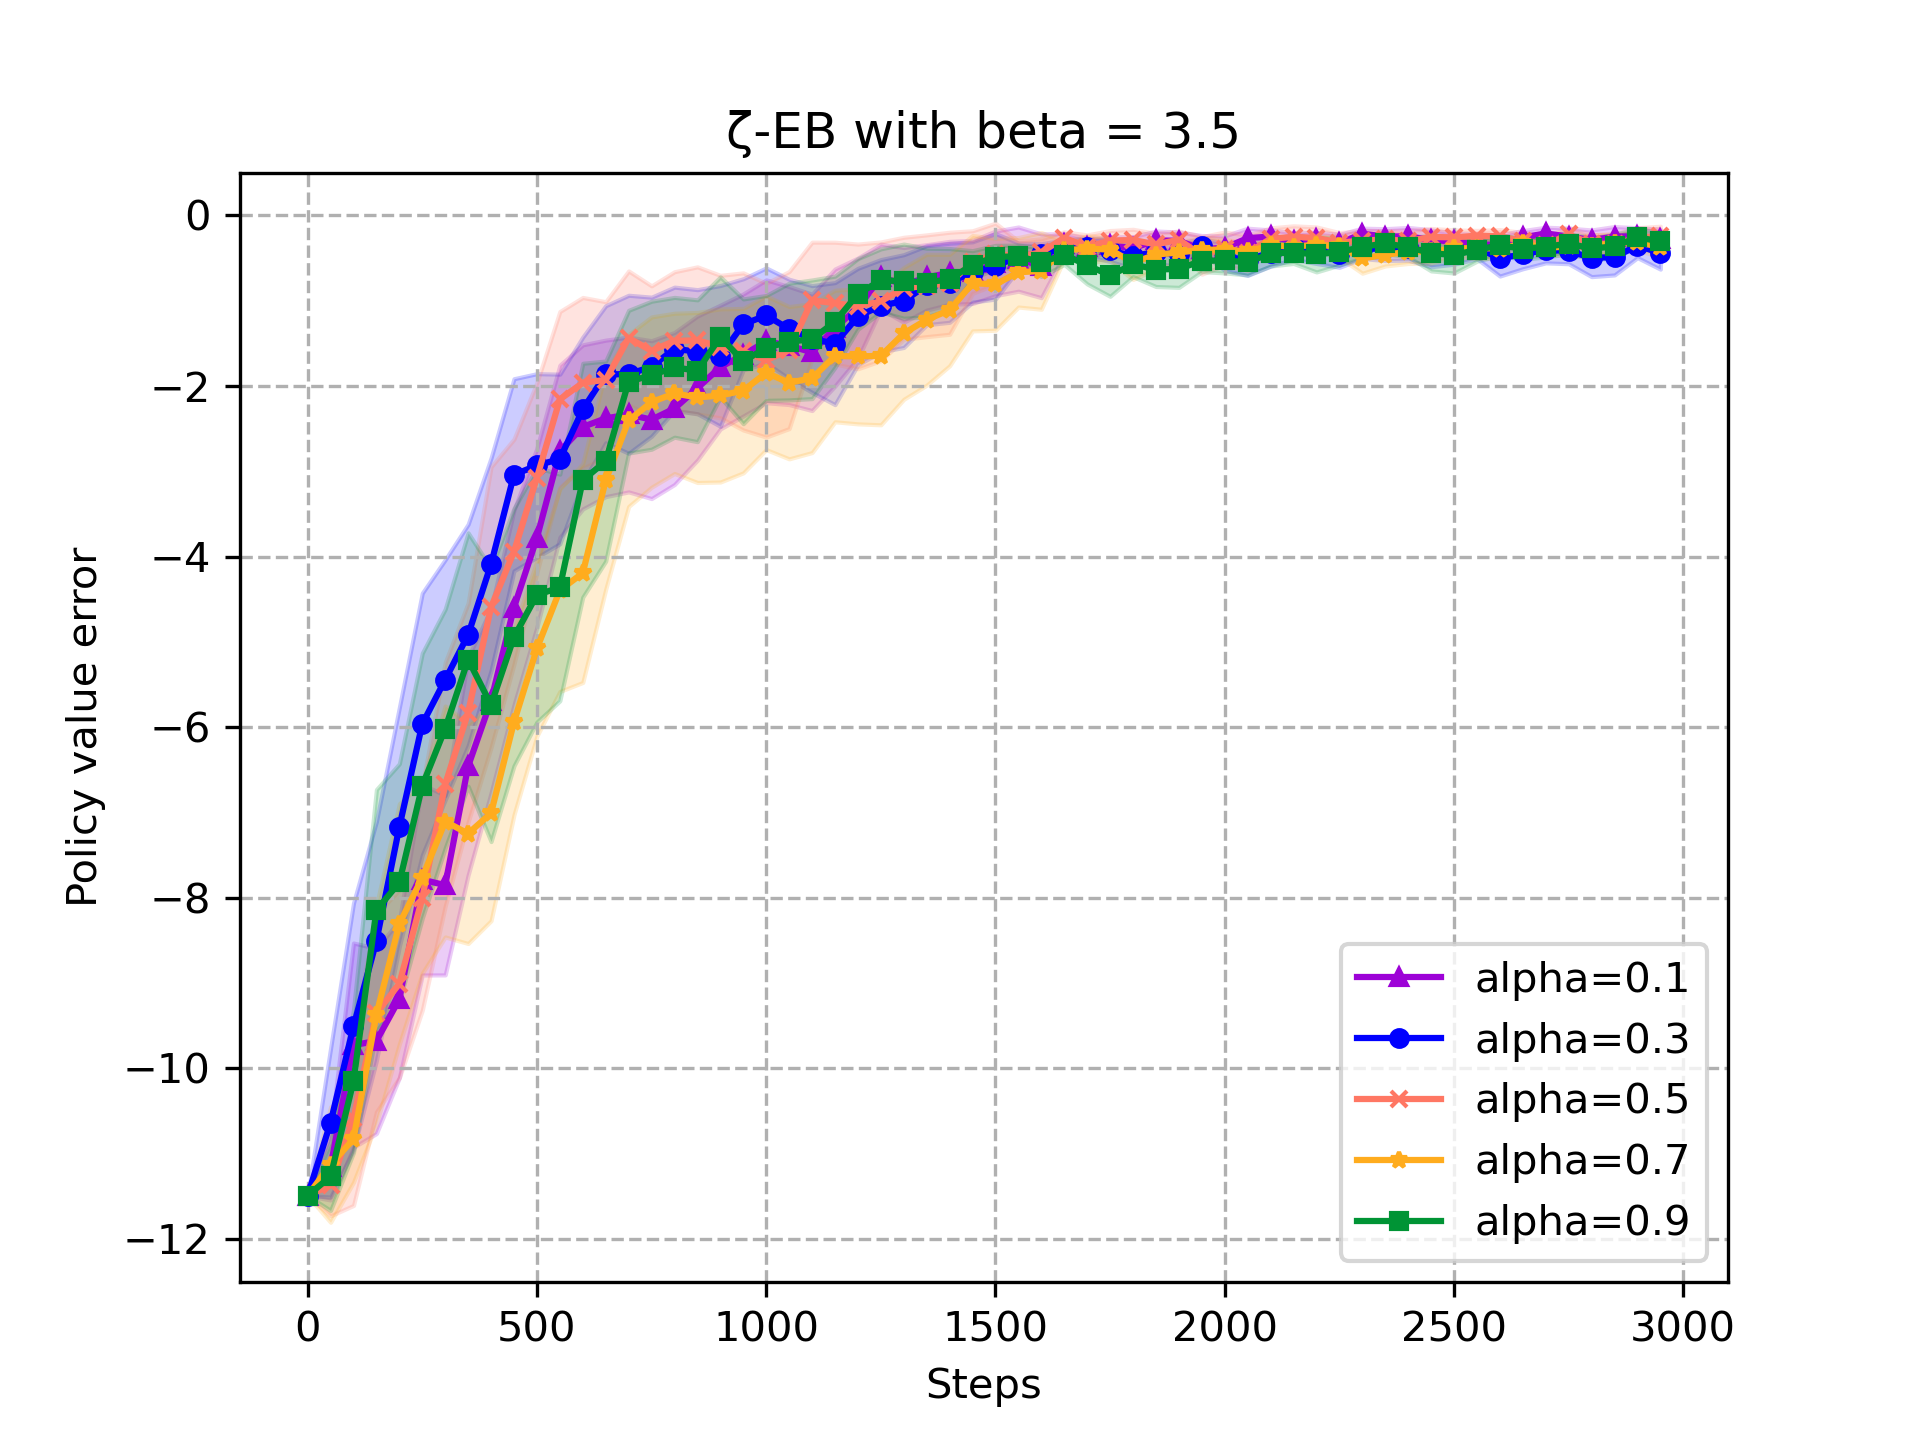 ζ-EB with beta = 3.5
Policy value error
0
−2
−4
−6
−8
−10
−12
0 500 1000 1500 2000 2500 3000
Steps
alpha=0.1
alpha=0.3
alpha=0.5
alpha=0.7
alpha=0.9